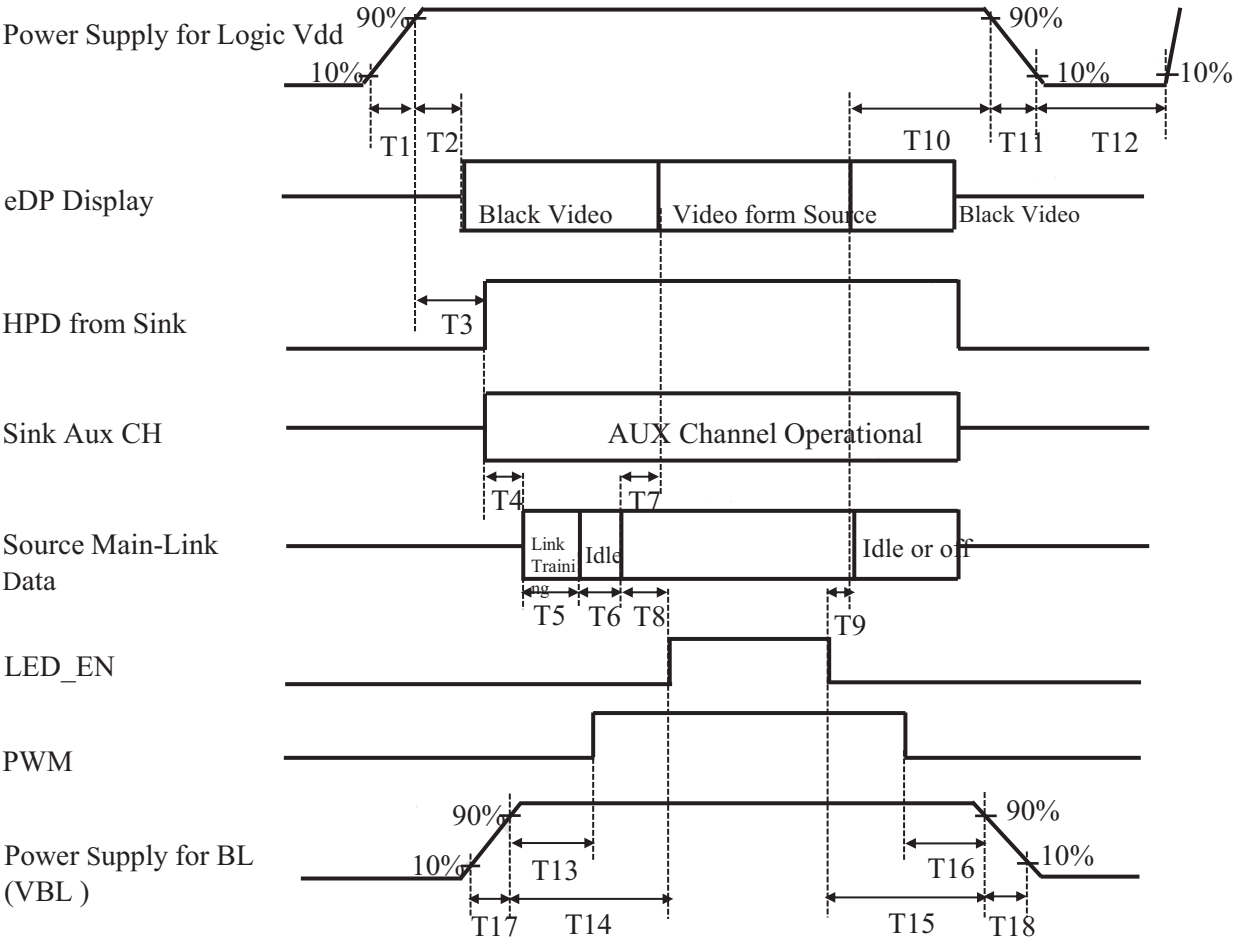 90%
90%
Power Supply for Logic Vdd
10%
10%
10%
T1
T2
T10
T11
T12
eDP Display
Black Video
Video form Source
Black Video
HPD from Sink
T3
Sink Aux CH
AUX Channel Operational
T4
T7
Source Main-Link
Data
Link
Traini
ng
Idle
Idle or off
T5
T6
T8
T9
LED_EN
PWM
90%
90%
Power Supply for BL
(VBL )
10%
10%
T13
T16
T17
T14
T15
T18